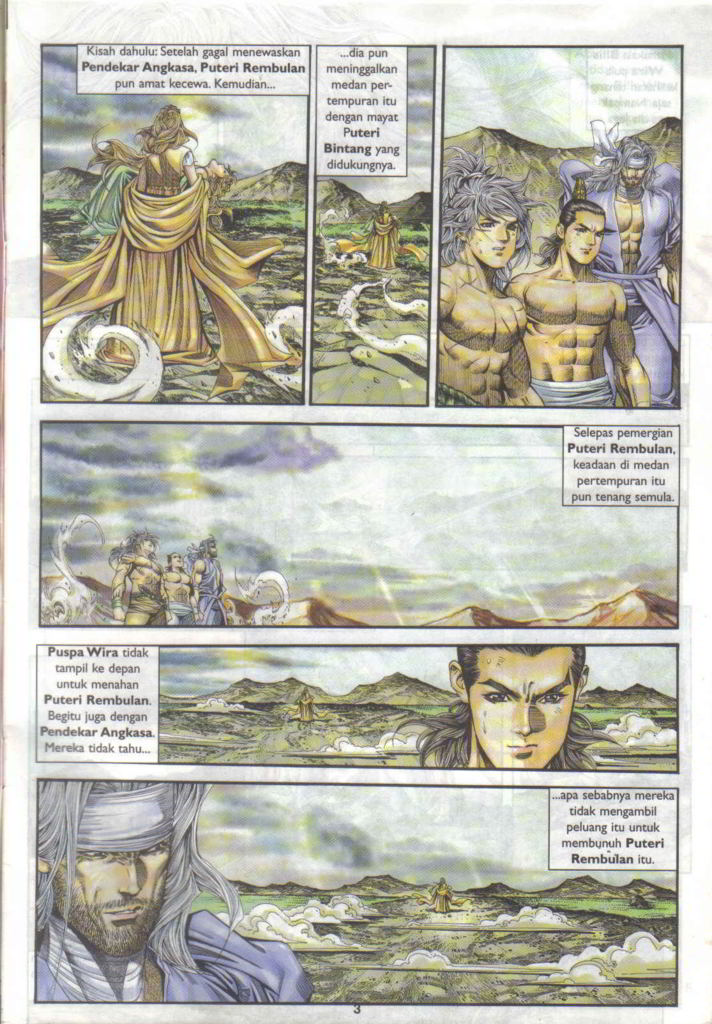 Kisah dahulu: Setelah gagal menewaskan
Pendekar Angkasa, Puteri Rembulan
pun amat kecewa. Kemudian...
...dia pun
meninggalkan
medan per-
tempuran itu
dengan mayat
Puteri
Bintang yang
didukungnya.
Selepas pemergian
Puteri Rembulan,
keadaan di medan
pertempuran itu
pun tenang semula.
Puspa Wira tidak
tampil ke depan
untuk menahan
Puteri Rembulan.
Begitu juga dengan
Pendekar Angkasa.
Mereka tidak tahu...
...apa sebabnya mereka
tidak mengambil
peluang itu untuk
membunuh Puteri
Rembulan itu.
3